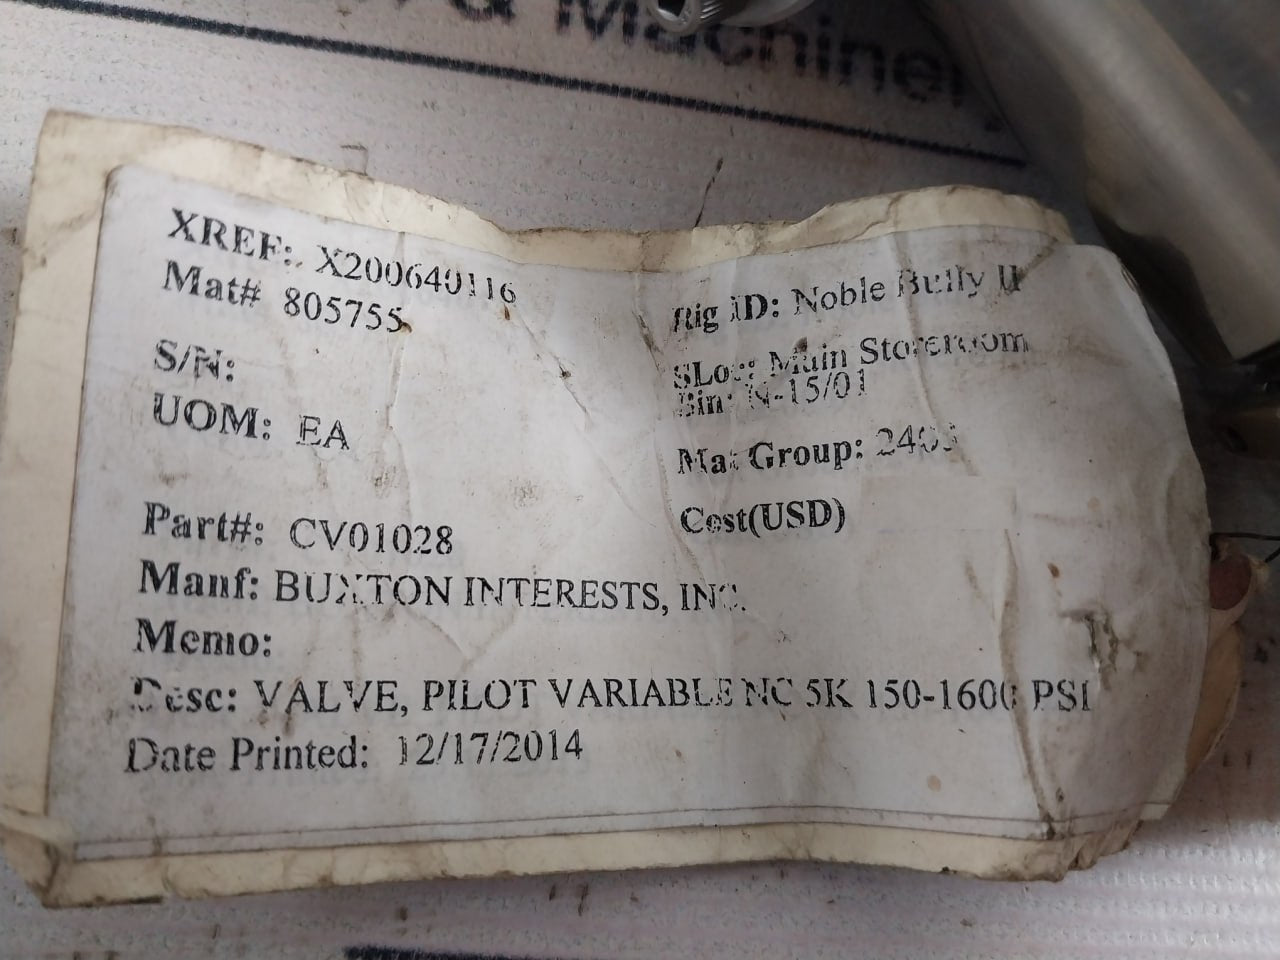 & Machiner
XREF: X200640116
Mat# 805755
S/N:
UOM: EA
Rig ID: Noble Bully II
SLoc: Main Storeroom
Bin: N-15/01
Mat Group:
Cost(USD)
Part#: CV01028
Manf: BUXTON INTERESTS, INC.
Memo:
Desc: VALVE, PILOT VARIABLE NC 5K 150-1600 PSI
Date Printed: 12/17/2014